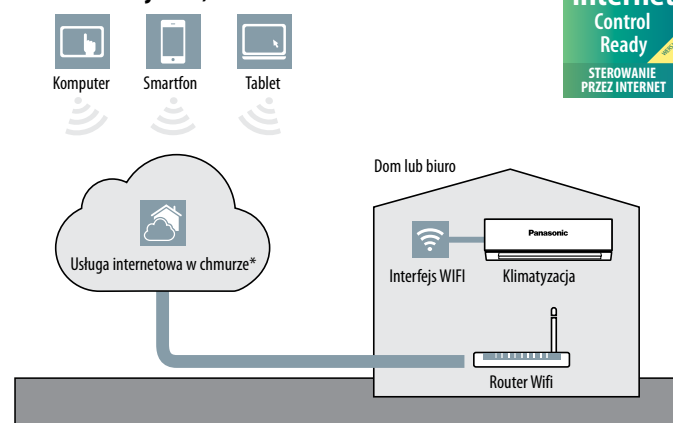 Internet
Control
Ready
STEROWANIE
PRZEZ INTERNET
Komputer
Smartfon
Tablet
Dom lub biuro
Panasonic
Usługa internetowa w chmurze*
Interfejs WIFI
Klimatyzacja
Router Wifi